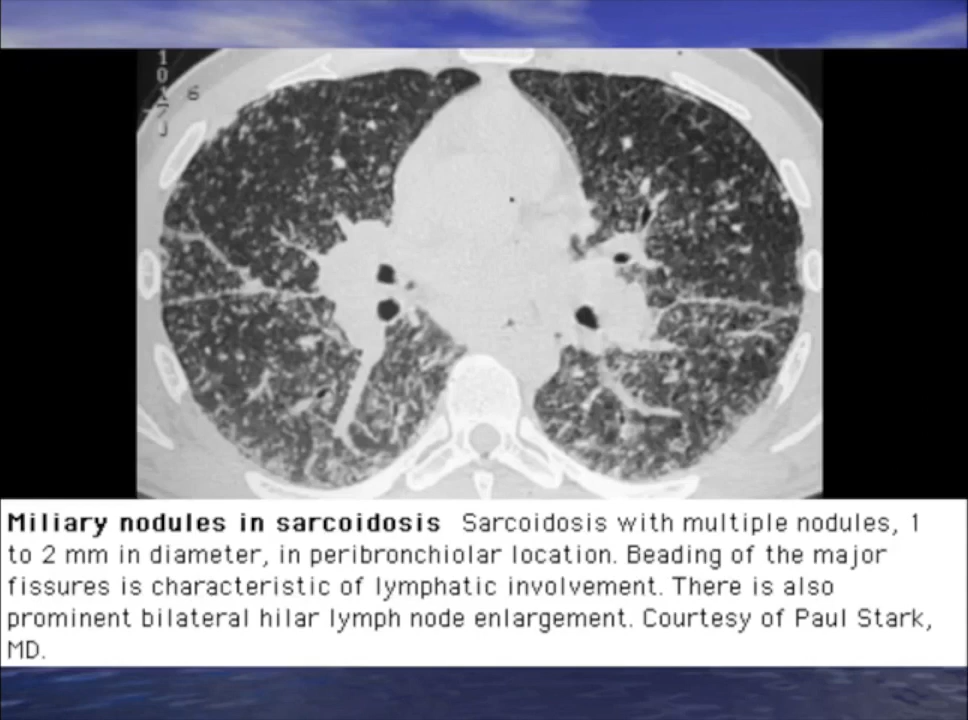 6
Miliary nodules in sarcoidosis Sarcoidosis with multiple nodules, 1
to 2 mm in diameter, in peribronchiolar location. Beading of the major
fissures is characteristic of lymphatic involvement. There is also
prominent bilateral hilar lymph node enlargement. Courtesy of Paul Stark,
MD.